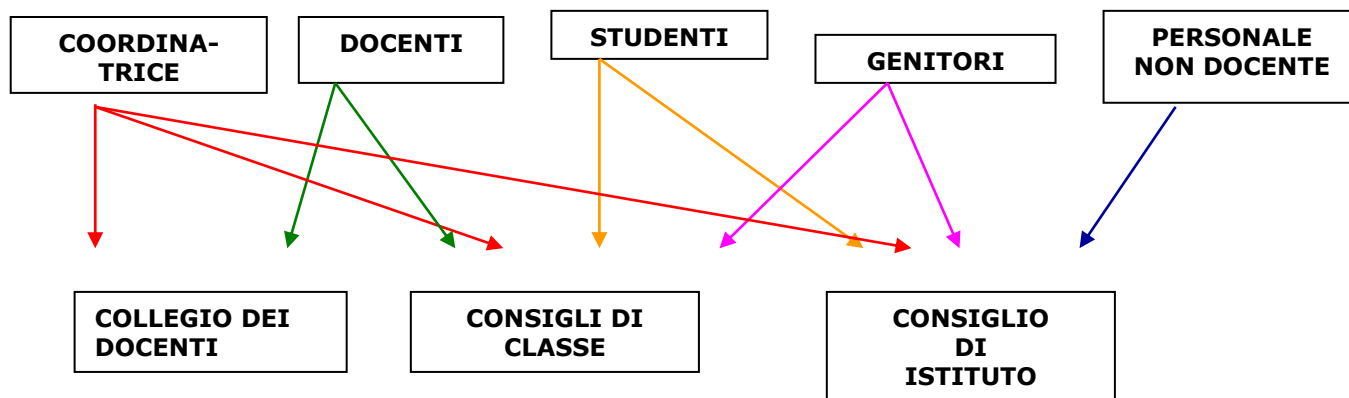 COORDINA-
TRICE
DOCENTI
STUDENTI
GENITORI
PERSONALE
NON DOCENTE
COLLEGIO DEI
DOCENTI
CONSIGLI DI
CLASSE
CONSIGLIO
DI
ISTITUTO